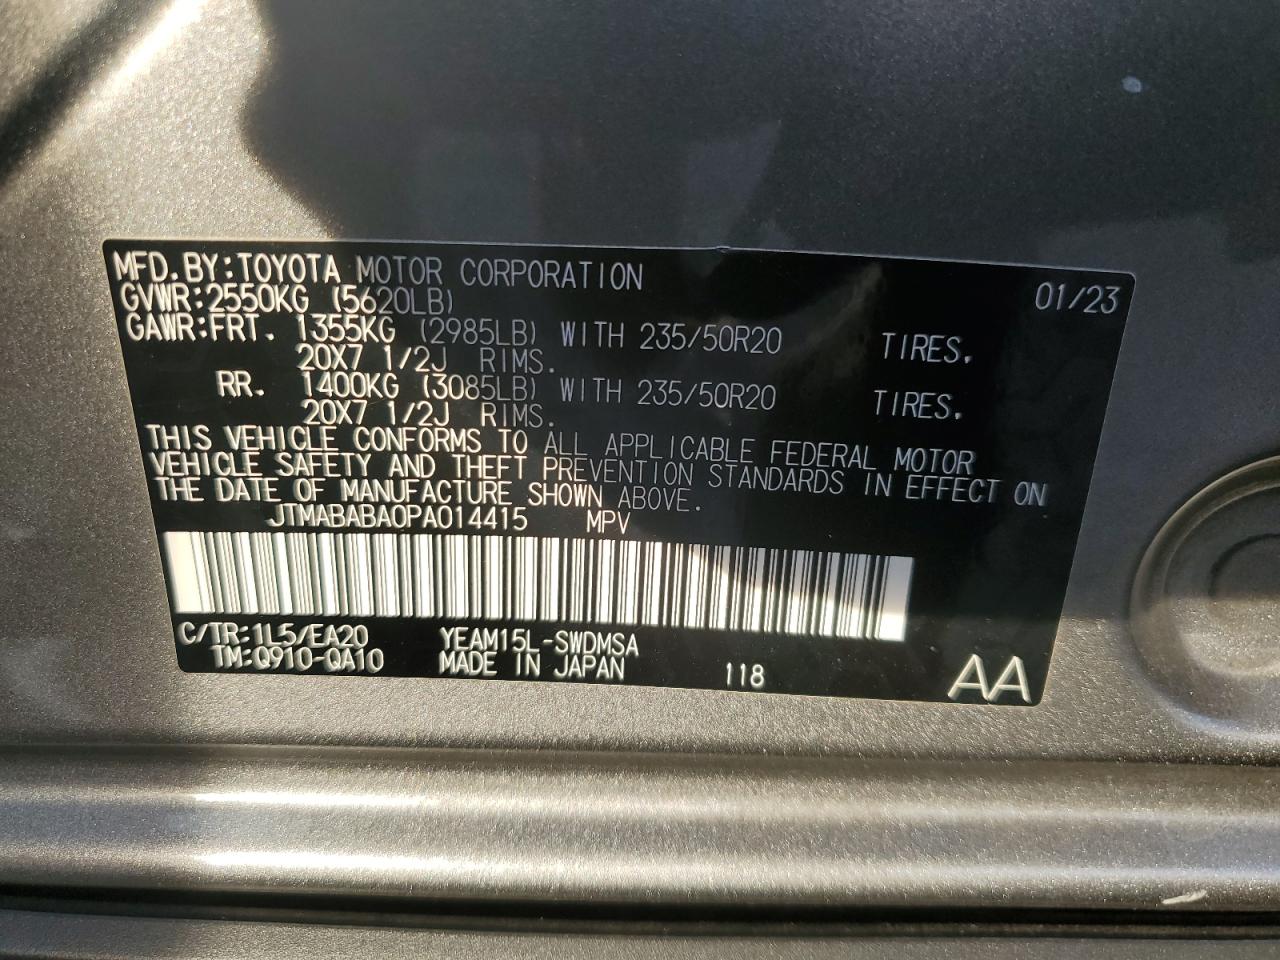 MFD.BY:TOYOTA MOTOR CORPORATION 01/23
GVWR:2550KG (5620LB)
GAWR:FRT. 1355KG (2985LB) WITH 235/50R20 TIRES.
20X7 1/2J RIMS.
RR. 1400KG (3085LB) WITH 235/50R20 TIRES.
20X7 1/2J RIMS.
THIS VEHICLE CONFORMS TO ALL APPLICABLE FEDERAL MOTOR
VEHICLE SAFETY AND THEFT PREVENTION STANDARDS IN EFFECT ON
THE DATE OF MANUFACTURE SHOWN ABOVE.
JTMABABA0PA014415 MPV
C/TR:1L5/EA20 YEAM15L-SWDMSA
TM:Q910-QA10 MADE IN JAPAN 118 AA